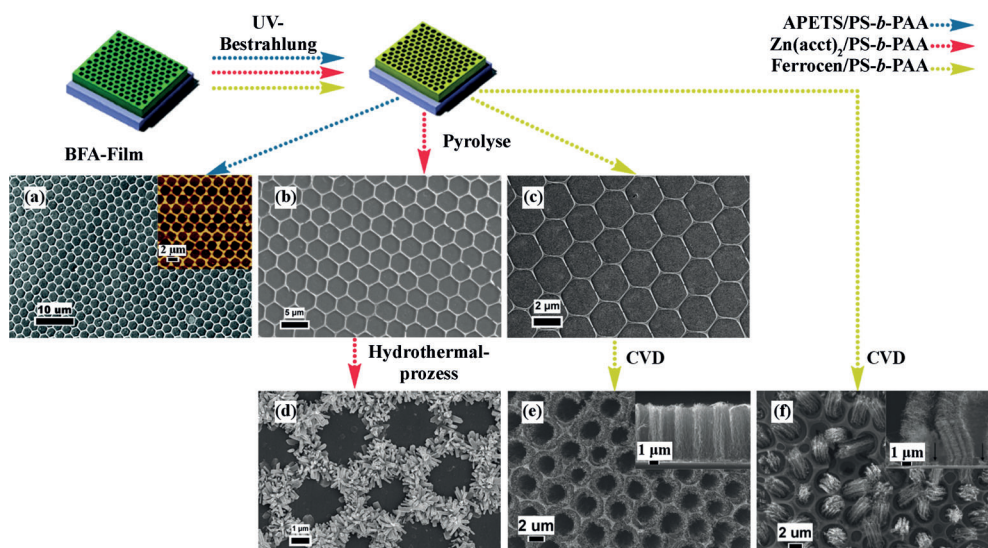 UV-
Bestrahlung
APETS/PS-b-PAA
Zn(acct)₂/PS-b-PAA
Ferrocen/PS-b-PAA
BFA-Film
Pyrolyse
(a)
2 µm
10 um
(b)
5 µm
(c)
2 µm
Hydrothermal-
prozess
CVD
CVD
(d)
1 µm
(e)
1 µm
2 um
(f)
1 µm
2 um